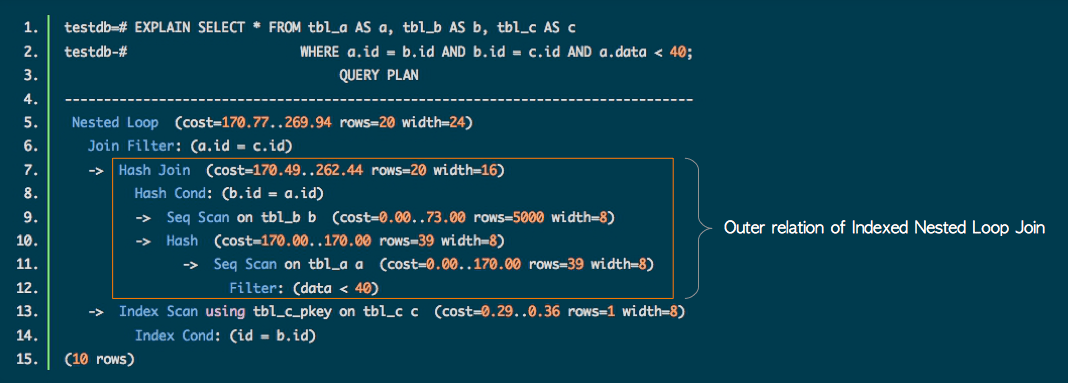 1. testdb=# EXPLAIN SELECT * FROM tbl_a AS a, tbl_b AS b, tbl_c AS c
2. testdb-# WHERE a.id = b.id AND b.id = c.id AND a.data < 40;
3. QUERY PLAN
4. ---------------------------------------------------------------------------------
5. Nested Loop (cost=170.77..269.94 rows=20 width=24)
6. Join Filter: (a.id = c.id)
7. -> Hash Join (cost=170.49..262.44 rows=20 width=16)
8. Hash Cond: (b.id = a.id)
9. -> Seq Scan on tbl_b b (cost=0.00..73.00 rows=5000 width=8)
10. -> Hash (cost=170.00..170.00 rows=39 width=8)
11. -> Seq Scan on tbl_a a (cost=0.00..170.00 rows=39 width=8)
12. Filter: (data < 40)
13. -> Index Scan using tbl_c_pkey on tbl_c c (cost=0.29..0.36 rows=1 width=8)
14. Index Cond: (id = b.id)
15. (10 rows)
Outer relation of Indexed Nested Loop Join